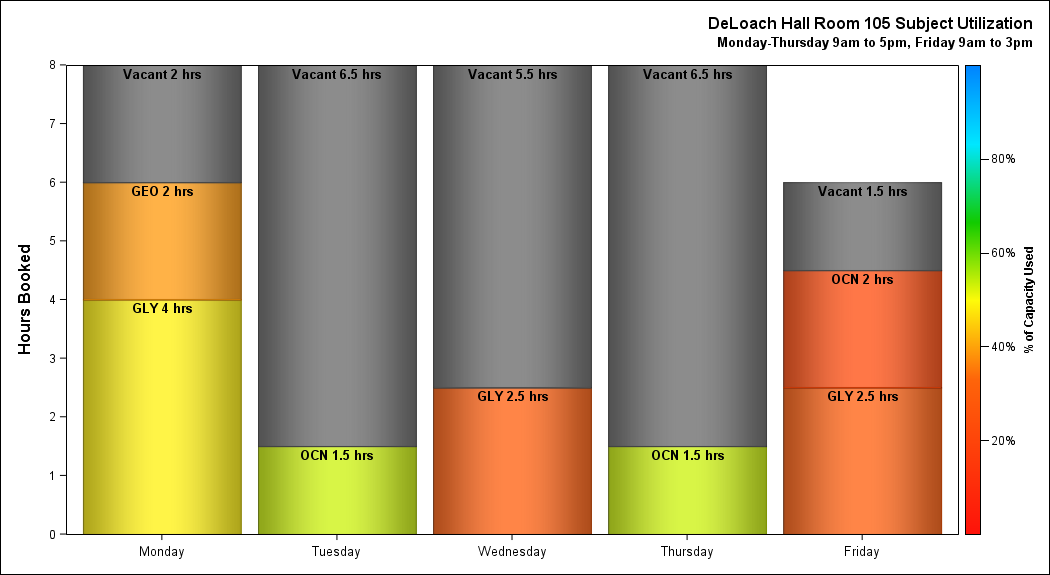 DeLoach Hall Room 105 Subject Utilization
Monday-Thursday 9am to 5pm, Friday 9am to 3pm
Hours Booked
8
7
6
5
4
3
2
1
0
Vacant 2 hrs
GEO 2 hrs
GLY 4 hrs
Vacant 6.5 hrs
OCN 1.5 hrs
Vacant 5.5 hrs
GLY 2.5 hrs
Vacant 6.5 hrs
OCN 1.5 hrs
Vacant 1.5 hrs
OCN 2 hrs
GLY 2.5 hrs
Monday
Tuesday
Wednesday
Thursday
Friday
80%
60%
40%
20%
% of Capacity Used